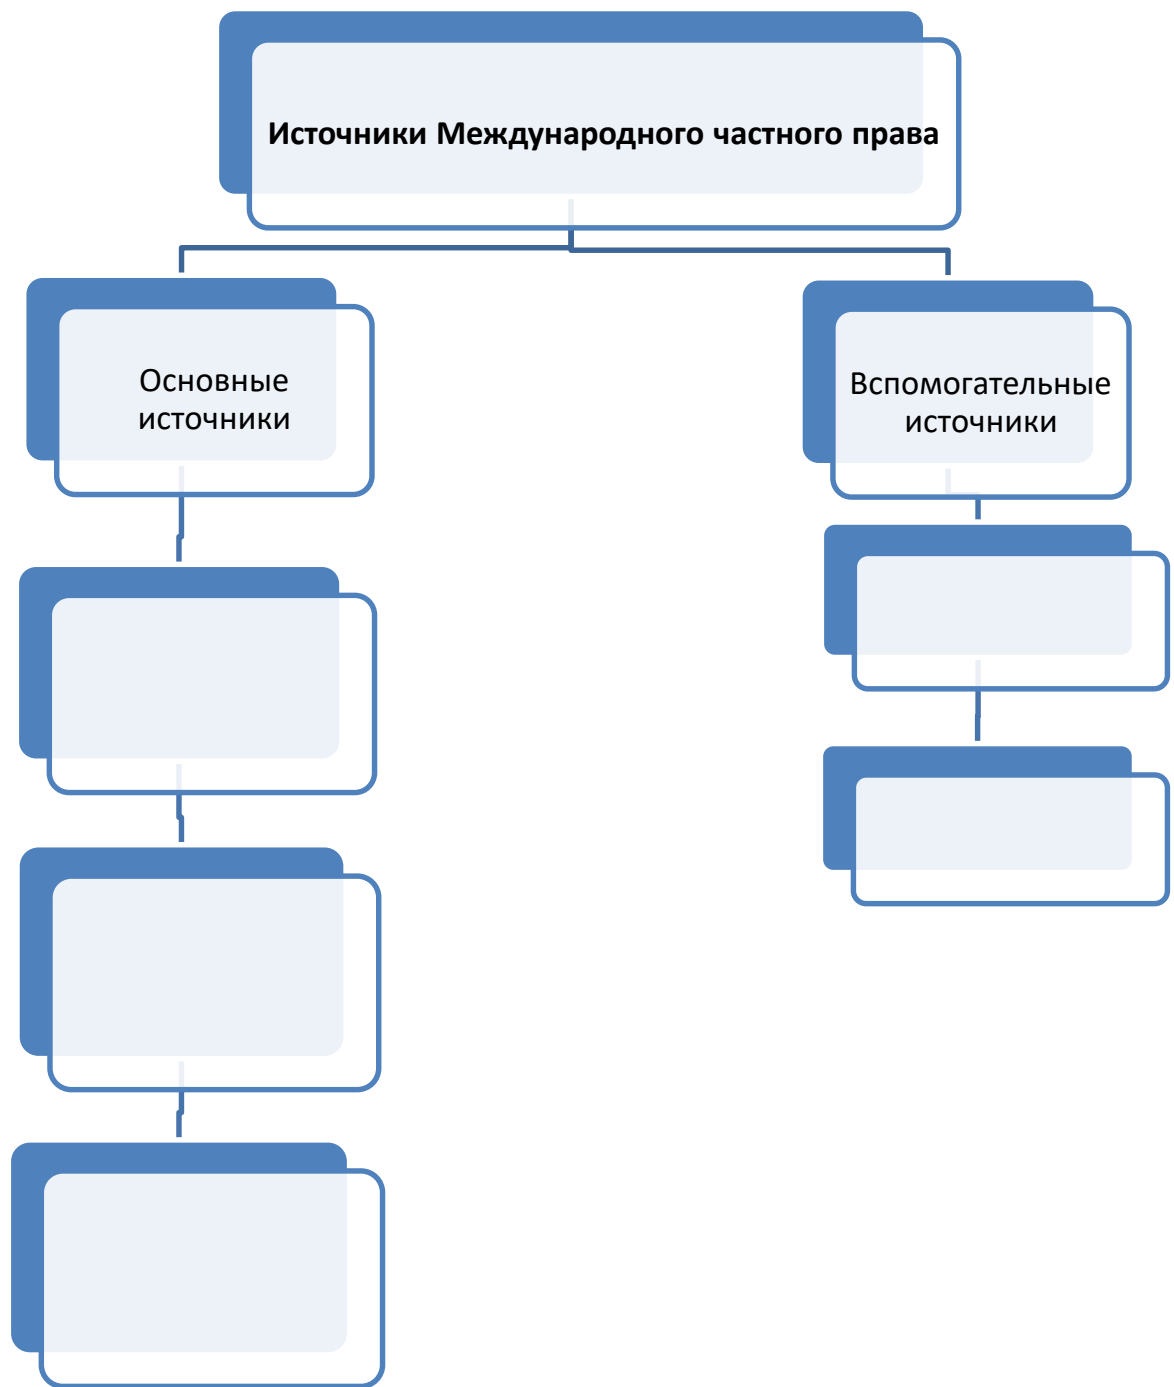 Источники Международного частного права
Основные
источники
Вспомогательные
источники